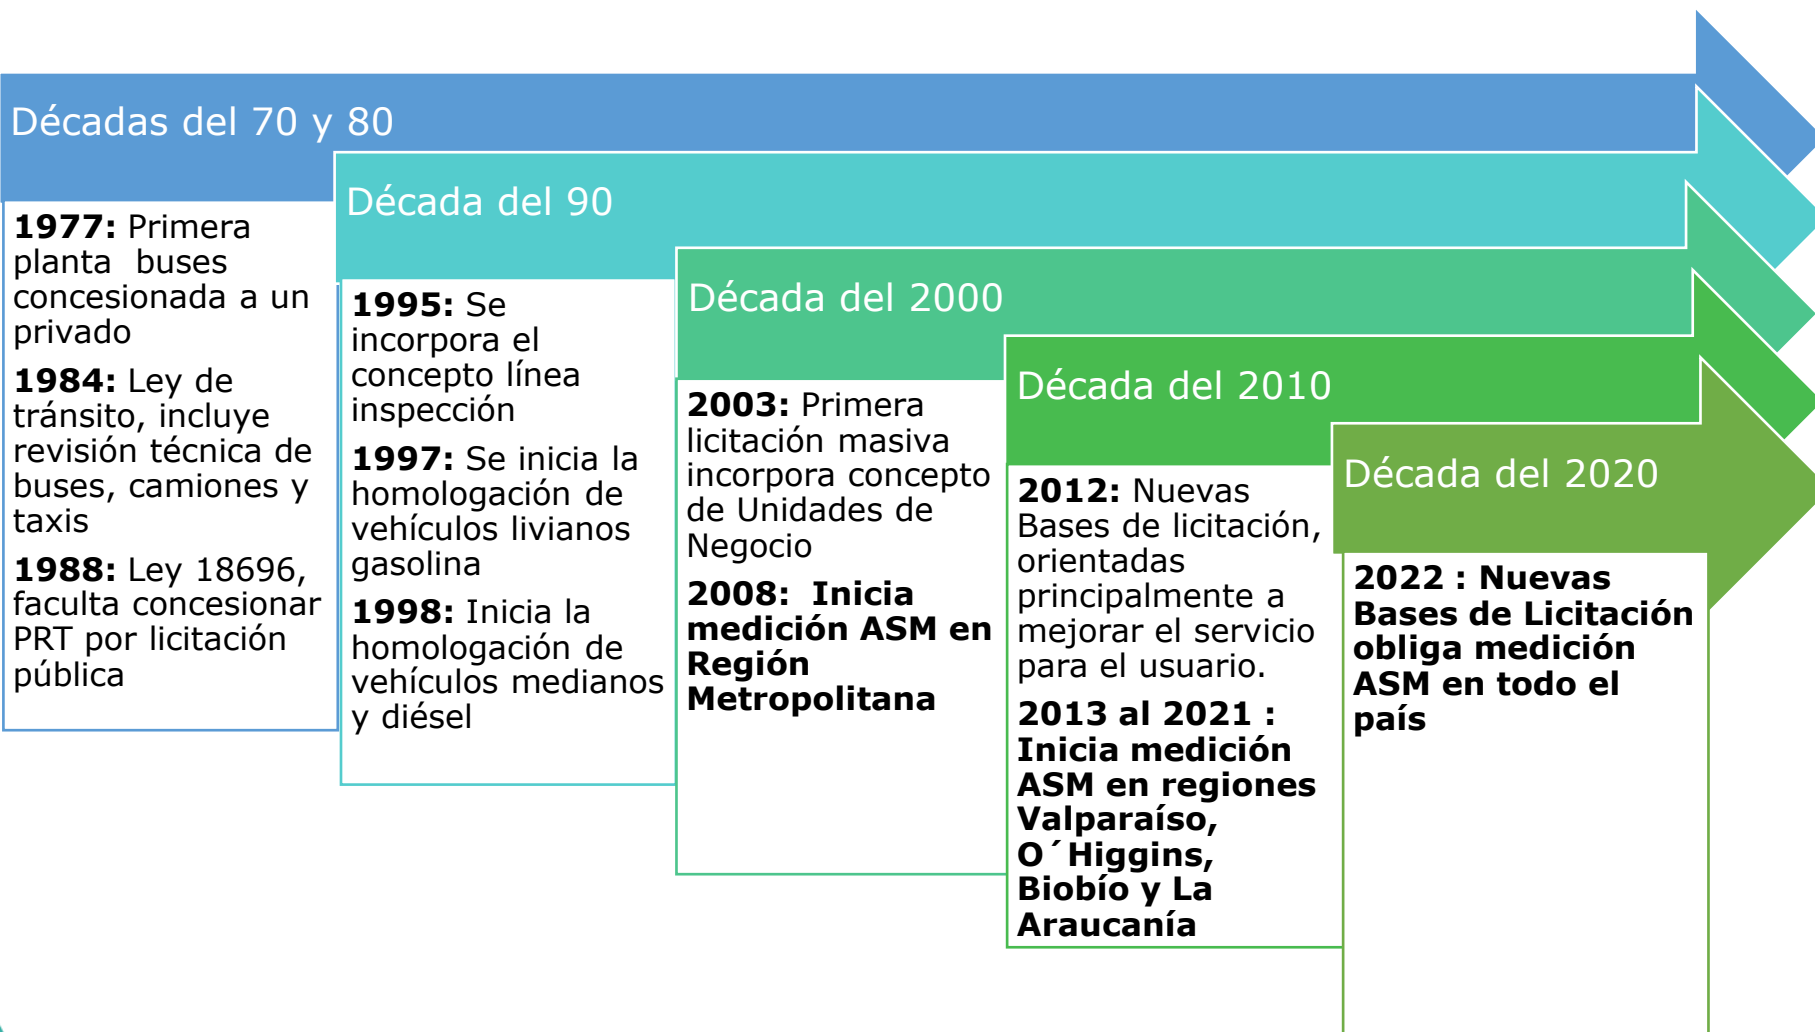 Décadas del 70 y 80
1977: Primera
planta buses
concesionada a un
privado
1984: Ley de
tránsito, incluye
revisión técnica de
buses, camiones y
taxis
1988: Ley 18696,
faculta concesionar
PRT por licitación
pública
Década del 90
1995: Se
incorpora el
concepto línea
inspección
1997: Se inicia la
homologación de
vehículos livianos
gasolina
1998: Inicia la
homologación de
vehículos medianos
y diésel
Década del 2000
2003: Primera
licitación masiva
incorpora concepto
de Unidades de
Negocio
2008: Inicia
medición ASM en
Región
Metropolitana
Década del 2010
2012: Nuevas
Bases de licitación,
orientadas
principalmente a
mejorar el servicio
para el usuario.
2013 al 2021 :
Inicia medición
ASM en regiones
Valparaíso,
O´Higgins,
Biobío y La
Araucanía
Década del 2020
2022 : Nuevas
Bases de Licitación
obliga medición
ASM en todo el
país